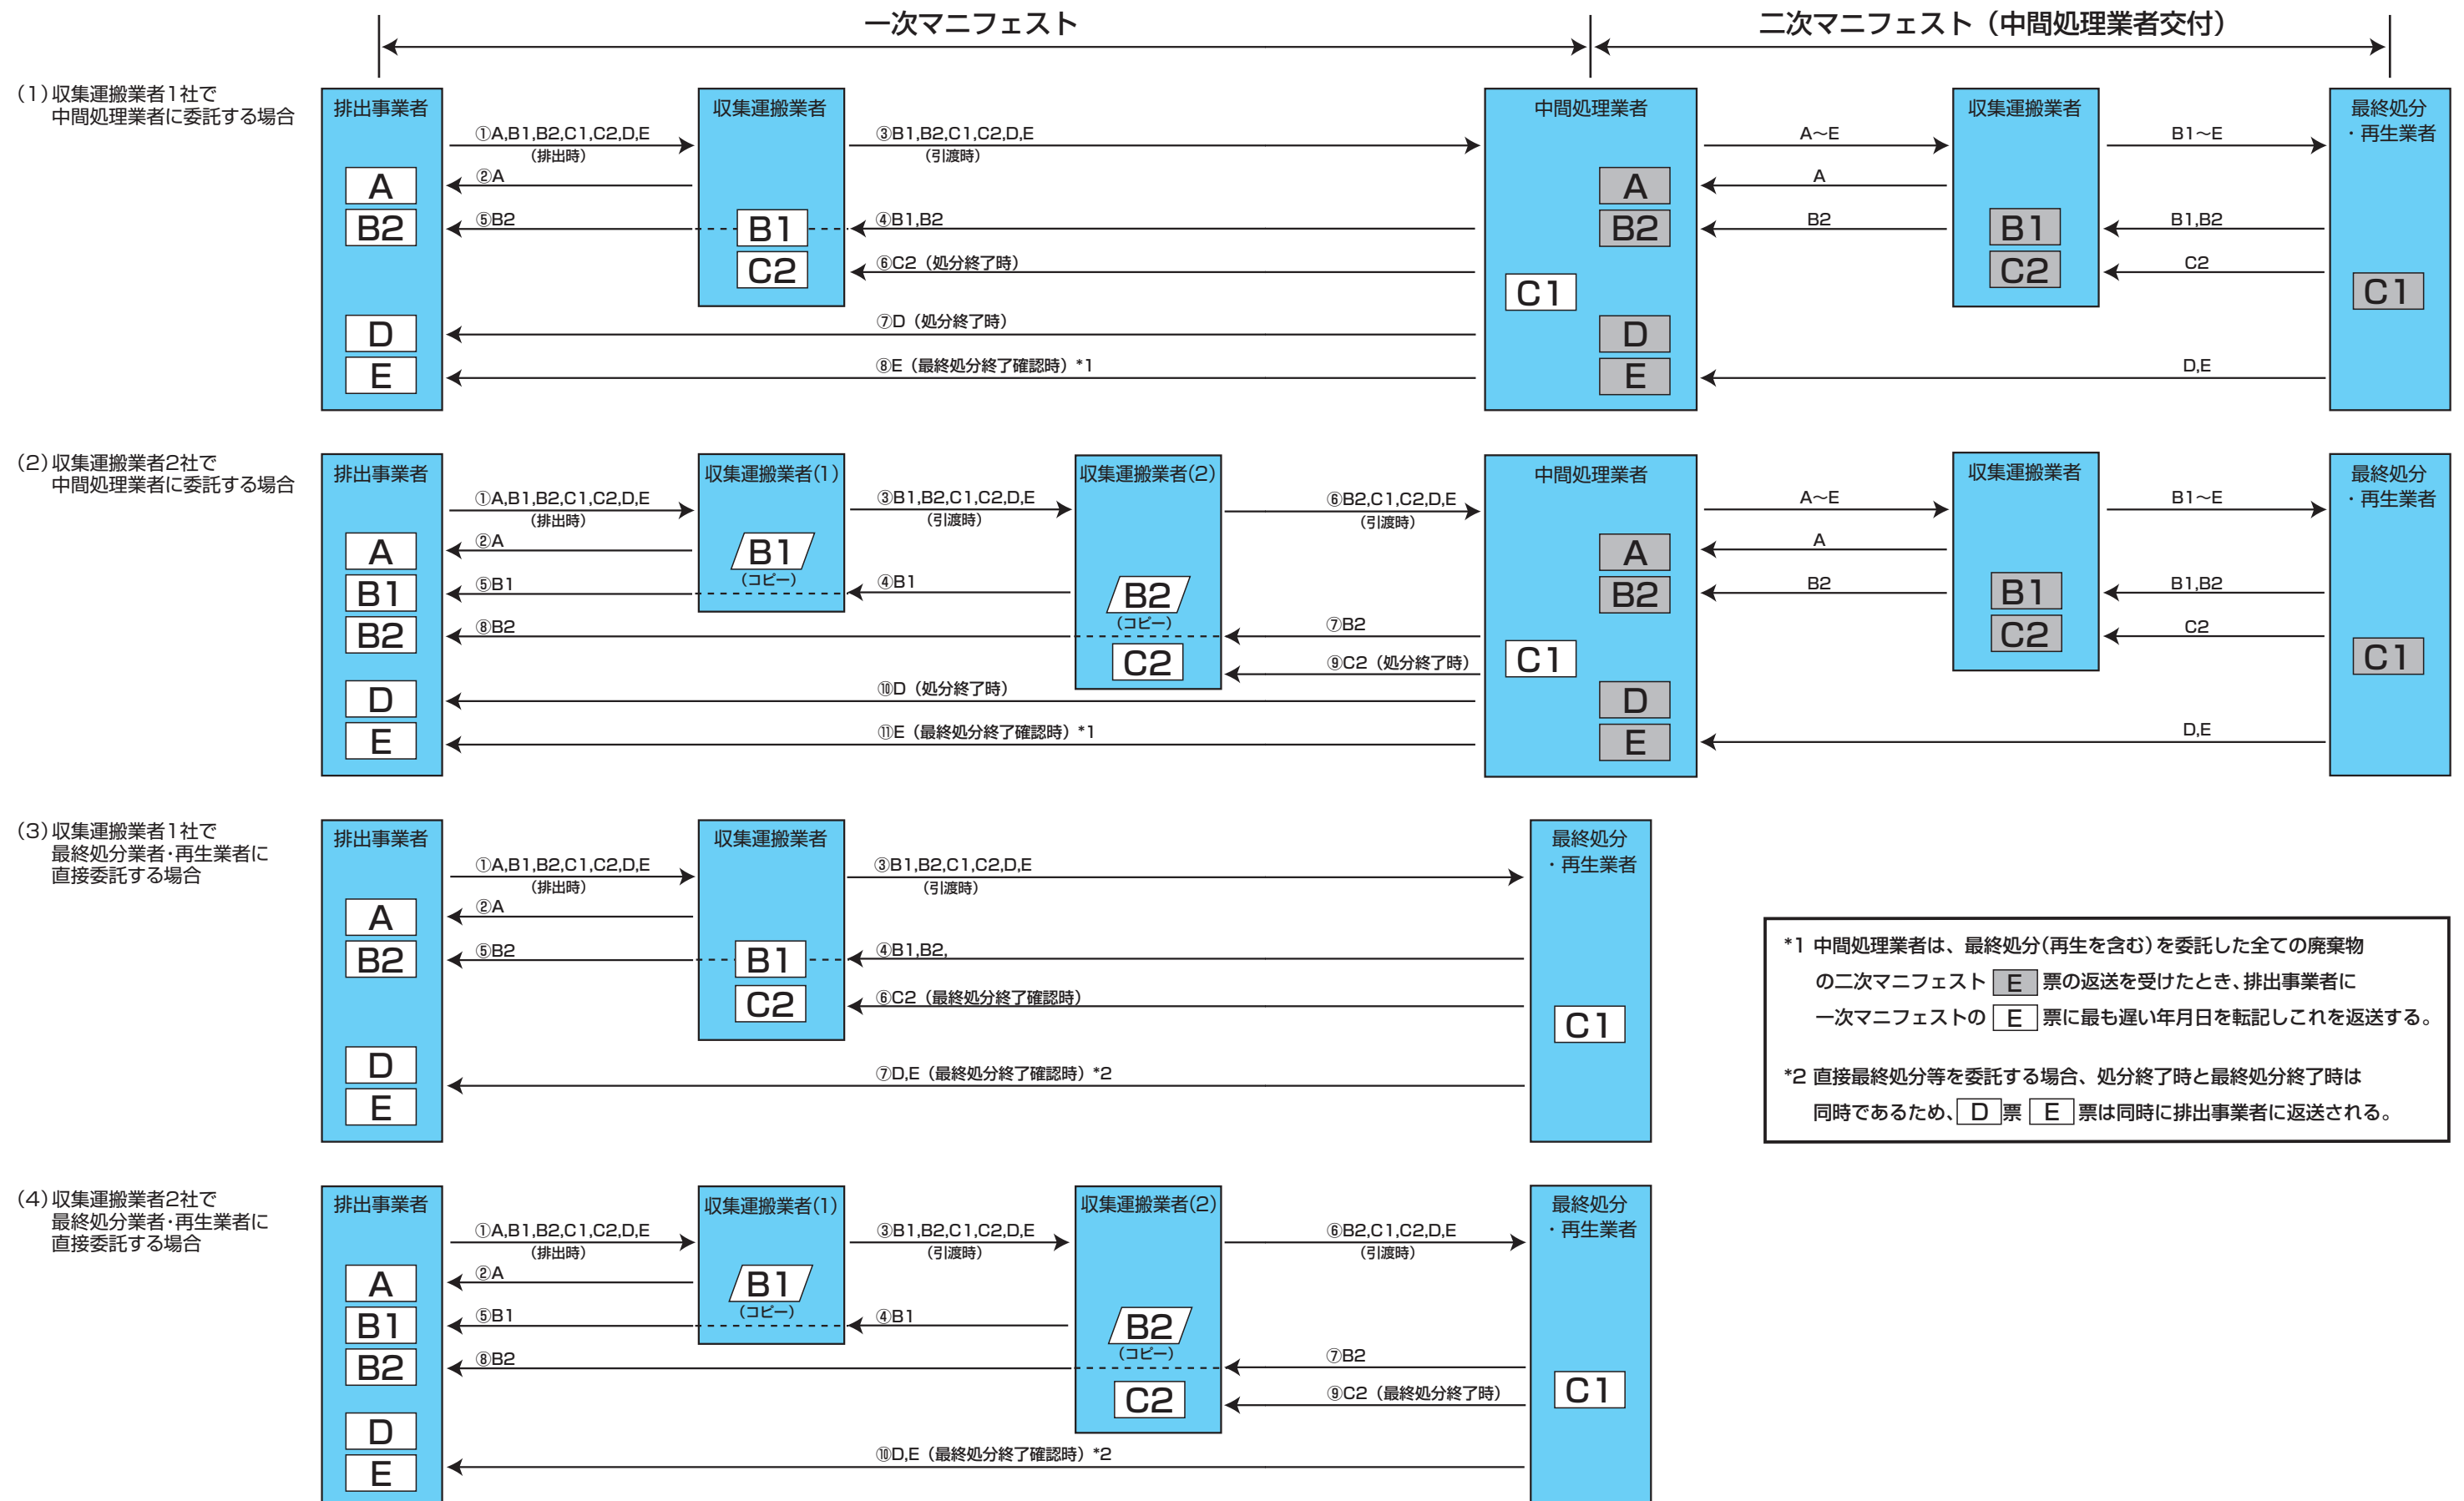 一次マニフェスト
二次マニフェスト（中間処理業者交付）
（1）収集運搬業者1社で
中間処理業者に委託する場合
排出事業者
収集運搬業者
中間処理業者
収集運搬業者
最終処分
・再生業者
①A,B1,B2,C1,C2,D,E
（排出時）
③B1,B2,C1,C2,D,E
（引渡時）
A〜E
B1〜E
A
②A
A
A
B2
⑤B2
B1
④B1,B2
B2
B2
B1
B1,B2
C2
⑥C2（処分終了時）
C2
C2
C1
C1
D
⑦D（処分終了時）
D
E
⑧E（最終処分終了確認時）*1
E
D,E
（2）収集運搬業者2社で
中間処理業者に委託する場合
排出事業者
収集運搬業者(1)
収集運搬業者(2)
中間処理業者
収集運搬業者
最終処分
・再生業者
①A,B1,B2,C1,C2,D,E
（排出時）
③B1,B2,C1,C2,D,E
（引渡時）
⑥B2,C1,C2,D,E
（引渡時）
A〜E
B1〜E
A
②A
B1
（コピー）
A
A
B1
⑤B1
④B1
B2
（コピー）
B2
B2
B1
B1,B2
B2
⑧B2
⑦B2
C2
C2
C2
⑨C2（処分終了時）
C1
C1
D
⑩D（処分終了時）
D
E
⑪E（最終処分終了確認時）*1
E
D,E
（3）収集運搬業者1社で
最終処分業者・再生業者に
直接委託する場合
排出事業者
収集運搬業者
最終処分
・再生業者
①A,B1,B2,C1,C2,D,E
（排出時）
③B1,B2,C1,C2,D,E
（引渡時）
A
②A
B2
⑤B2
B1
④B1,B2,
C2
⑥C2（最終処分終了確認時）
C1
D
⑦D,E（最終処分終了確認時）*2
E
*1 中間処理業者は、最終処分（再生を含む）を委託した全ての廃棄物
の二次マニフェスト E 票の返送を受けたとき、排出事業者に
一次マニフェストの E 票に最も遅い年月日を転記しこれを返送する。
*2 直接最終処分等を委託する場合、処分終了時と最終処分終了時は
同時であるため、D 票 E 票は同時に排出事業者に返送される。
（4）収集運搬業者2社で
最終処分業者・再生業者に
直接委託する場合
排出事業者
収集運搬業者(1)
収集運搬業者(2)
最終処分
・再生業者
①A,B1,B2,C1,C2,D,E
（排出時）
③B1,B2,C1,C2,D,E
（引渡時）
⑥B2,C1,C2,D,E
（引渡時）
A
②A
B1
（コピー）
B1
⑤B1
④B1
B2
（コピー）
B2
⑧B2
⑦B2
C2
⑨C2（最終処分終了時）
C1
D
⑩D,E（最終処分終了確認時）*2
E